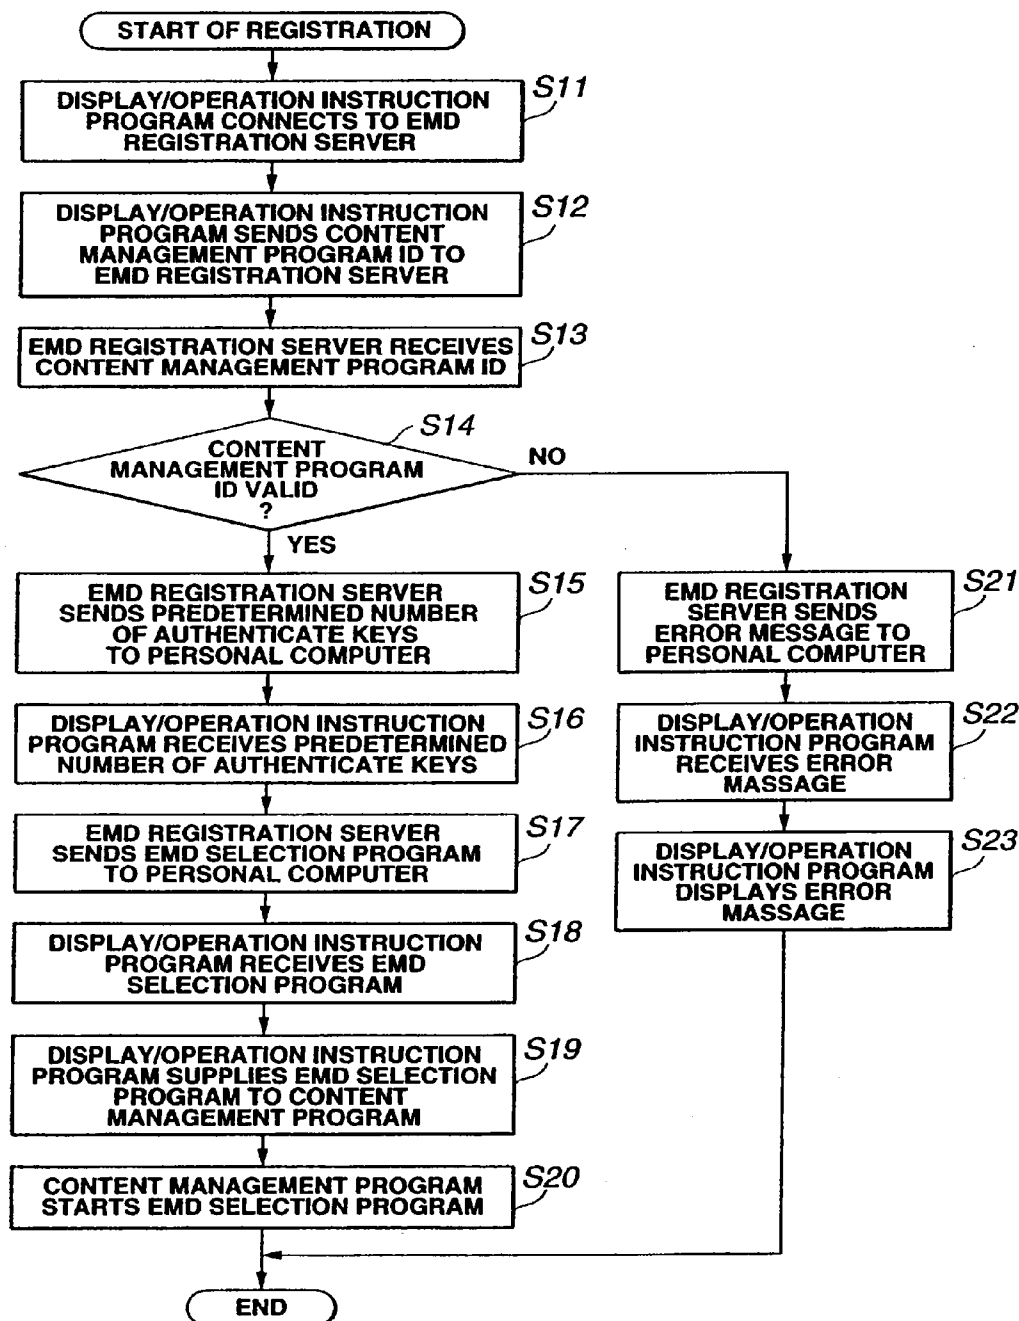 START OF REGISTRATION
S11
DISPLAY/OPERATION INSTRUCTION
PROGRAM CONNECTS TO EMD
REGISTRATION SERVER
S12
DISPLAY/OPERATION INSTRUCTION
PROGRAM SENDS CONTENT
MANAGEMENT PROGRAM ID TO
EMD REGISTRATION SERVER
S13
EMD REGISTRATION SERVER RECEIVES
CONTENT MANAGEMENT PROGRAM ID
S14
CONTENT
MANAGEMENT PROGRAM
ID VALID
?
NO
YES
S15
EMD REGISTRATION SERVER
SENDS PREDETERMINED NUMBER
OF AUTHENTICATE KEYS
TO PERSONAL COMPUTER
S16
DISPLAY/OPERATION INSTRUCTION
PROGRAM RECEIVES PREDETERMINED
NUMBER OF AUTHENTICATE KEYS
S17
EMD REGISTRATION SERVER
SENDS EMD SELECTION PROGRAM
TO PERSONAL COMPUTER
S18
DISPLAY/OPERATION INSTRUCTION
PROGRAM RECEIVES EMD
SELECTION PROGRAM
S19
DISPLAY/OPERATION INSTRUCTION
PROGRAM SUPPLIES EMD SELECTION
PROGRAM TO CONTENT
MANAGEMENT PROGRAM
S20
CONTENT MANAGEMENT PROGRAM
STARTS EMD SELECTION PROGRAM
S21
EMD REGISTRATION
SERVER SENDS
ERROR MESSAGE TO
PERSONAL COMPUTER
S22
DISPLAY/OPERATION
INSTRUCTION PROGRAM
RECEIVES ERROR
MASSAGE
S23
DISPLAY/OPERATION
INSTRUCTION PROGRAM
DISPLAYS ERROR
MASSAGE
END